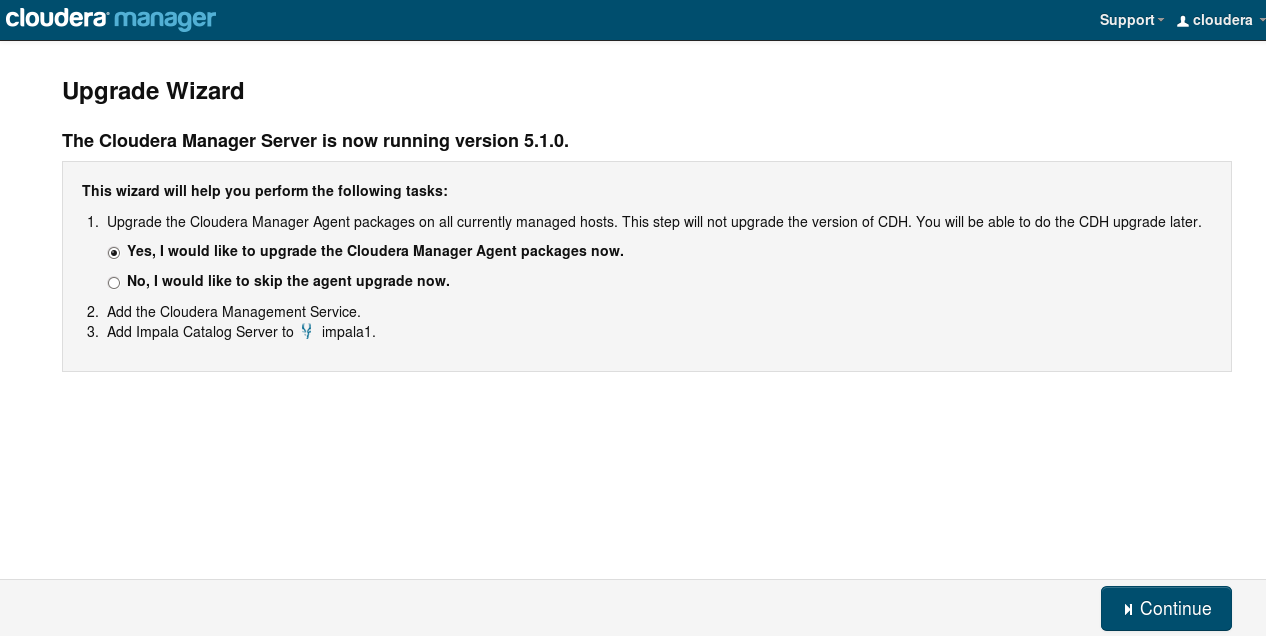 cloudera manager
Support cloudera
Upgrade Wizard
The Cloudera Manager Server is now running version 5.1.0.
This wizard will help you perform the following tasks:
1. Upgrade the Cloudera Manager Agent packages on all currently managed hosts. This step will not upgrade the version of CDH. You will be able to do the CDH upgrade later.
Yes, I would like to upgrade the Cloudera Manager Agent packages now.
No, I would like to skip the agent upgrade now.
2. Add the Cloudera Management Service.
3. Add Impala Catalog Server to impala1.
Continue